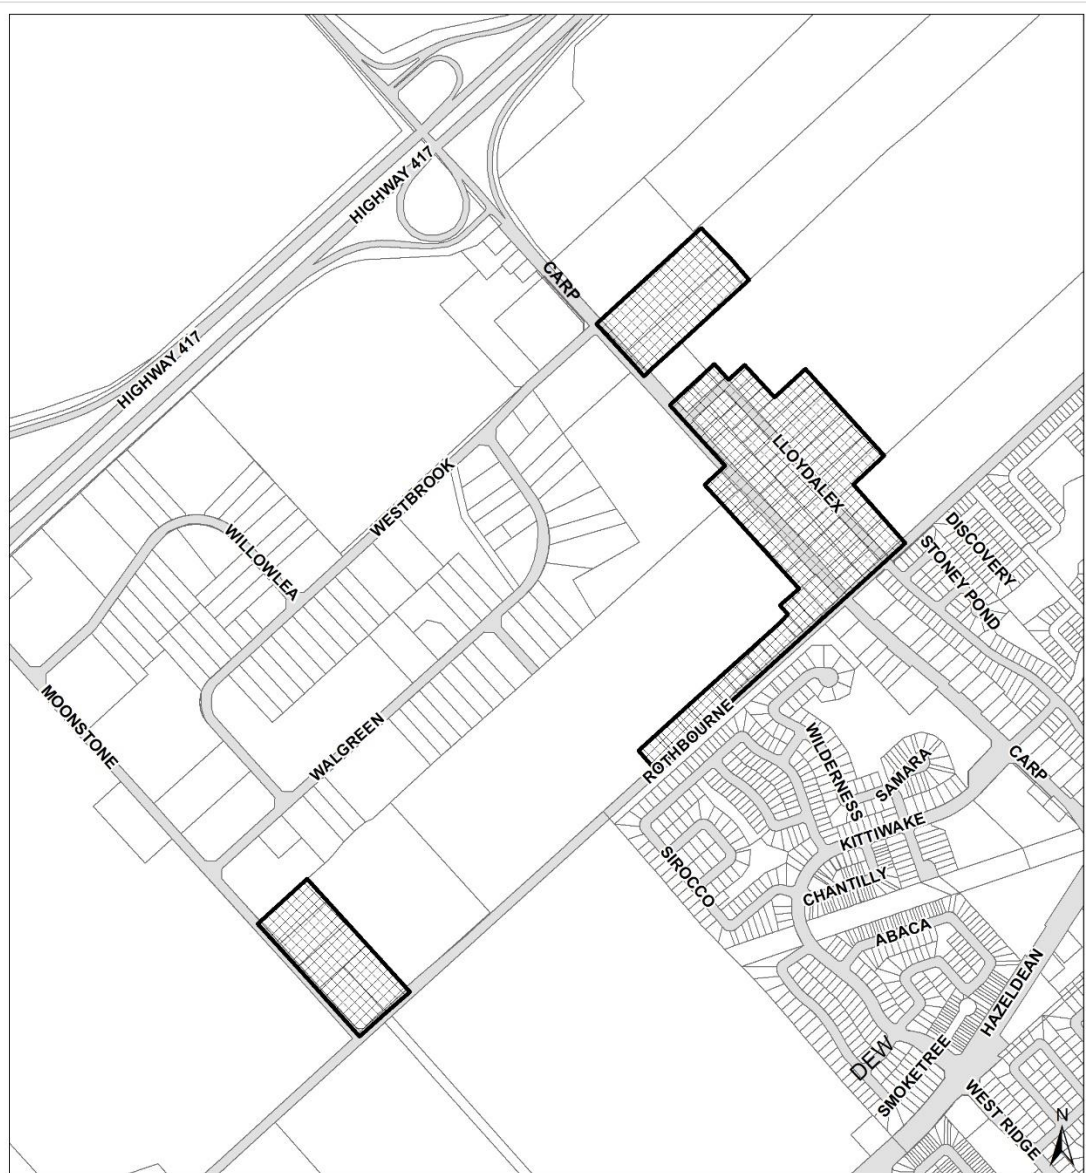 HIGHWAY 417
CARP
HIGHWAY 417
LLOYDALEX
WESTBROOK
DISCOVERY
STONEY POND
WILLOWLEA
MOONSTONE
WALGREEN
ROTHBOURNE
WILDERNESS
SAMARA
CARP
KITTIWAKE
SIROCCO
CHANTILLY
ABACA
HAZELDEAN
DEW
SMOKETREE
WEST RIDGE
N